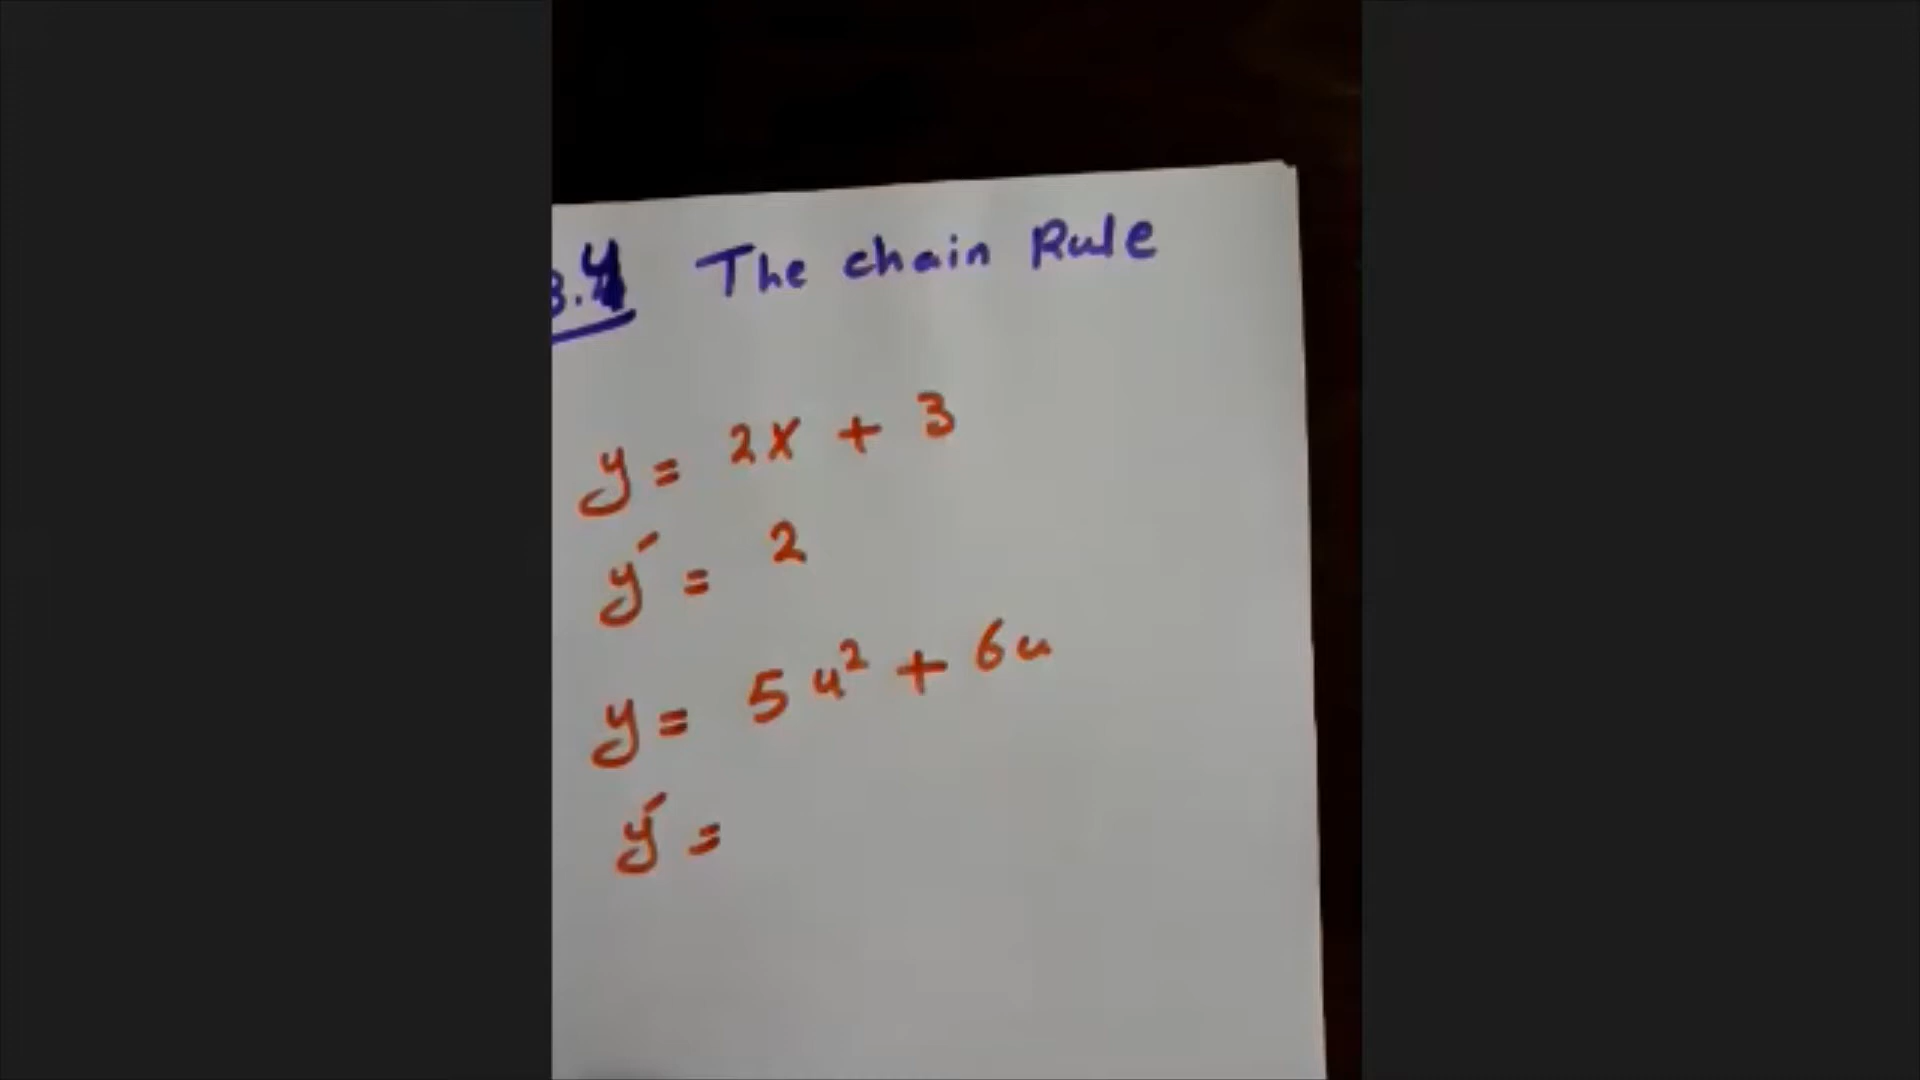 3.4 The chain Rule
y = 2x + 3
y′ = 2
y = 5u² + 6u
y′ =